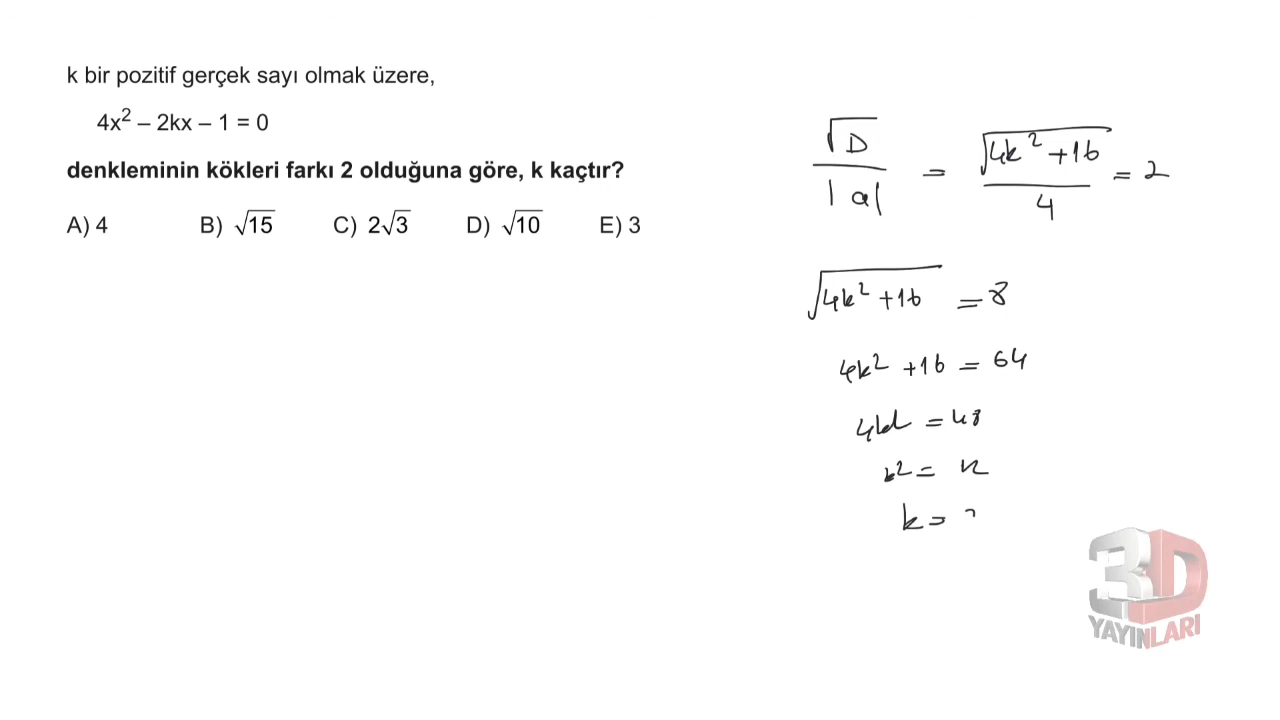 k bir pozitif gerçek sayı olmak üzere,
4x² – 2kx – 1 = 0
denkleminin kökleri farkı 2 olduğuna göre, k kaçtır?
A) 4 B) √15 C) 2√3 D) √10 E) 3
√D / |a| = √(4k² + 16) / 4 = 2
√(4k² + 16) = 8
4k² + 16 = 64
4k² = 48
k² = 12
k =
3D
YAYINLARI